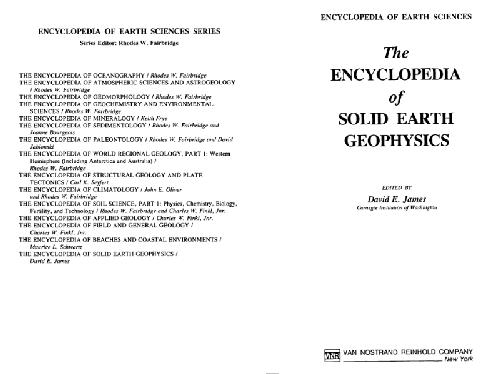 ENCYCLOPEDIA OF EARTH SCIENCES SERIES
Series Editor: Rhodes W. Fairbridge
THE ENCYCLOPEDIA OF OCEANOGRAPHY / Rhodes W. Fairbridge
THE ENCYCLOPEDIA OF ATMOSPHERIC SCIENCES AND ASTROGEOLOGY
/ Rhodes W. Fairbridge
THE ENCYCLOPEDIA OF GEOMORPHOLOGY / Rhodes W. Fairbridge
THE ENCYCLOPEDIA OF GEOCHEMISTRY AND ENVIRONMENTAL
SCIENCES / Rhodes W. Fairbridge
THE ENCYCLOPEDIA OF MINERALOGY / Keith Frye
THE ENCYCLOPEDIA OF SEDIMENTOLOGY / Rhodes W. Fairbridge and
Joanne Bourgeois
THE ENCYCLOPEDIA OF PALEONTOLOGY / Rhodes W. Fairbridge and David
Jablonski
THE ENCYCLOPEDIA OF WORLD REGIONAL GEOLOGY, PART 1: Western
Hemisphere (Including Antarctica and Australia) /
Rhodes W. Fairbridge
THE ENCYCLOPEDIA OF STRUCTURAL GEOLOGY AND PLATE
TECTONICS / Carl K. Seyfert
THE ENCYCLOPEDIA OF CLIMATOLOGY / John E. Oliver
and Rhodes W. Fairbridge
THE ENCYCLOPEDIA OF SOIL SCIENCE, PART 1: Physics, Chemistry, Biology,
Fertility, and Technology / Rhodes W. Fairbridge and Charles W. Finkl, Jnr.
THE ENCYCLOPEDIA OF APPLIED GEOLOGY / Charles W. Finkl, Jnr.
THE ENCYCLOPEDIA OF FIELD AND GENERAL GEOLOGY /
Charles W. Finkl, Jnr.
THE ENCYCLOPEDIA OF BEACHES AND COASTAL ENVIRONMENTS /
Maurice L. Schwartz
THE ENCYCLOPEDIA OF SOLID EARTH GEOPHYSICS /
David E. James
ENCYCLOPEDIA OF EARTH SCIENCES
The
ENCYCLOPEDIA
of
SOLID EARTH
GEOPHYSICS
EDITED BY
David E. James
Carnegie Institution of Washington
VNR VAN NOSTRAND REINHOLD COMPANY
New York